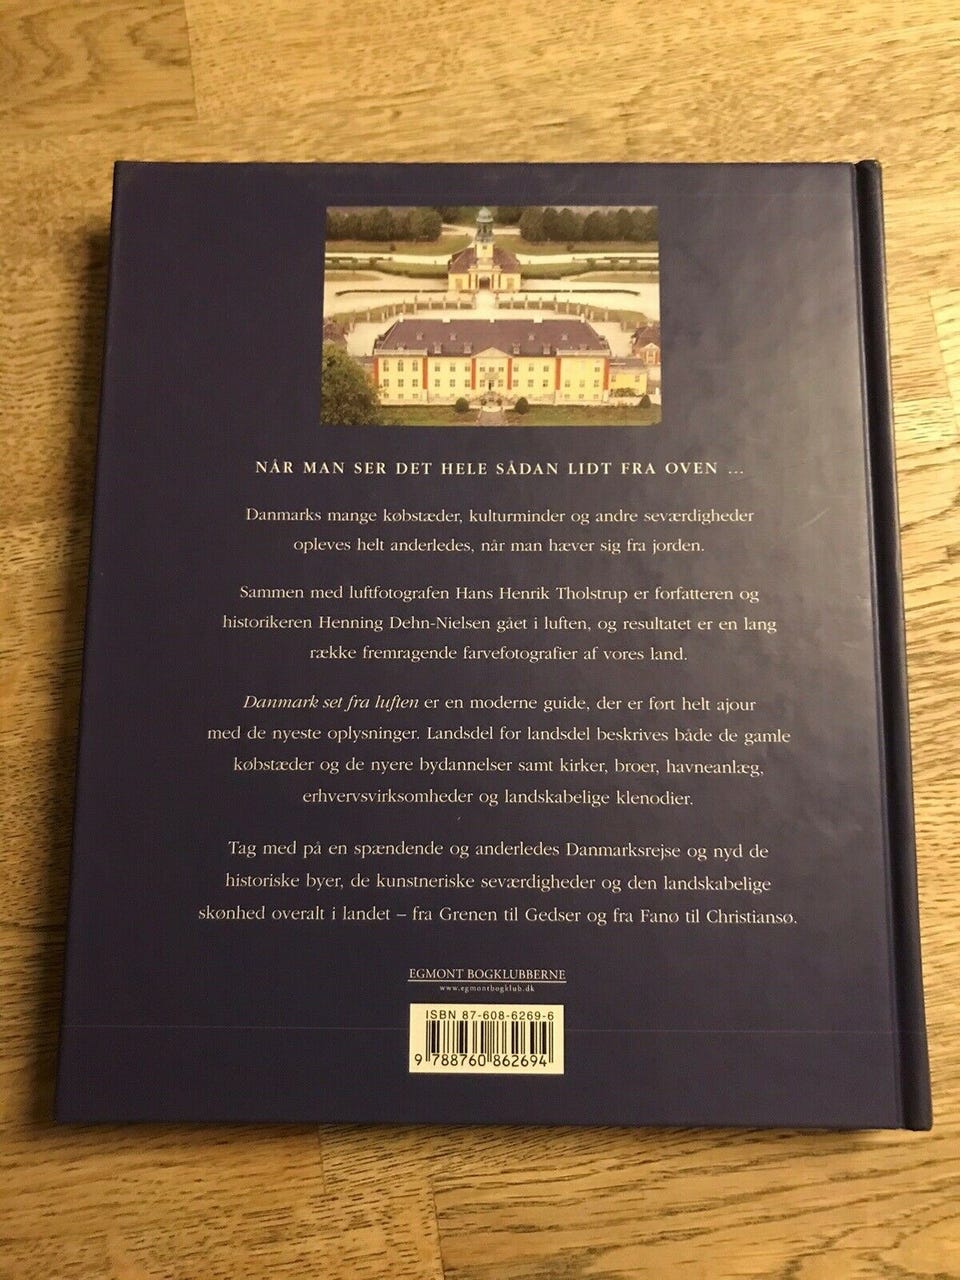 NÅR MAN SER DET HELE SÅDAN LIDT FRA OVEN ...
Danmarks mange købstæder, kulturminder og andre seværdigheder
opleves helt anderledes, når man hæver sig fra jorden.
Sammen med luftfotografen Hans Henrik Tholstrup er forfatteren og
historikeren Henning Dehn-Nielsen gået i luften, og resultatet er en lang
række fremragende farvefotografier af vores land.
Danmark set fra luften er en moderne guide, der er ført helt ajour
med de nyeste oplysninger. Landsdel for landsdel beskrives både de gamle
købstæder og de nyere bydannelser samt kirker, broer, havneanlæg,
erhvervsvirksomheder og landskabelige klenodier.
Tag med på en spændende og anderledes Danmarksrejse og nyd de
historiske byer, de kunstneriske seværdigheder og den landskabelige
skønhed overalt i landet – fra Grenen til Gedser og fra Fanø til Christiansø.
EGMONT BOGKLUBBERNE
www.egmontbogklub.dk
ISBN 87-608-6269-6
9 788760 862694